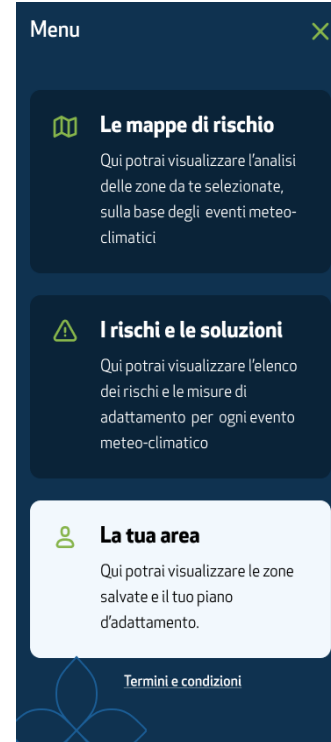 Menu
Le mappe di rischio
Qui potrai visualizzare l'analisi
delle zone da te selezionate,
sulla base degli eventi meteo-
climatici
I rischi e le soluzioni
Qui potrai visualizzare l'elenco
dei rischi e le misure di
adattamento per ogni evento
meteo-climatico
La tua area
Qui potrai visualizzare le zone
salvate e il tuo piano
d'adattamento.
Termini e condizioni